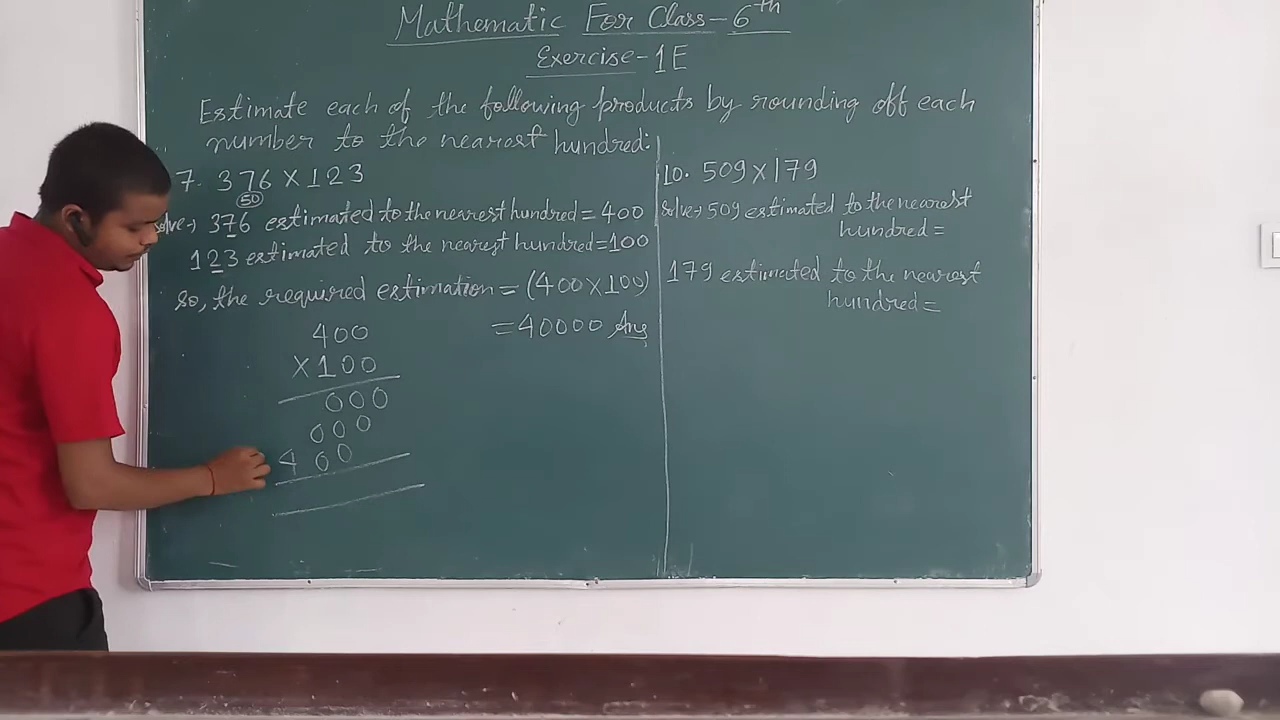 Mathematic For Class-6th
Exercise-1E
Estimate each of the following products by rounding off each
number to the nearest hundred:
7. 376 X 123
50
solve→ 376 estimated to the nearest hundred = 400
123 estimated to the nearest hundred = 100
So, the required estimation = (400 X 100)
= 40000 Ans
400
X 100
000
000
400
10. 509 X 179
solve→ 509 estimated to the nearest
hundred =
179 estimated to the nearest
hundred =